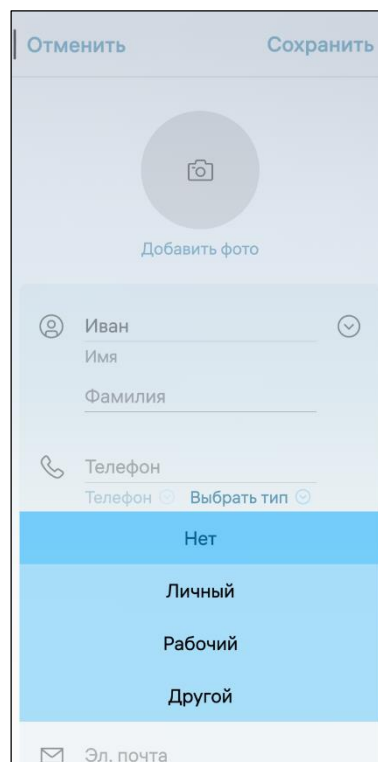 Отменить Сохранить
Добавить фото
Иван
Имя
Фамилия
Телефон
Телефон Выбрать тип
Нет
Личный
Рабочий
Другой
Эл. почта